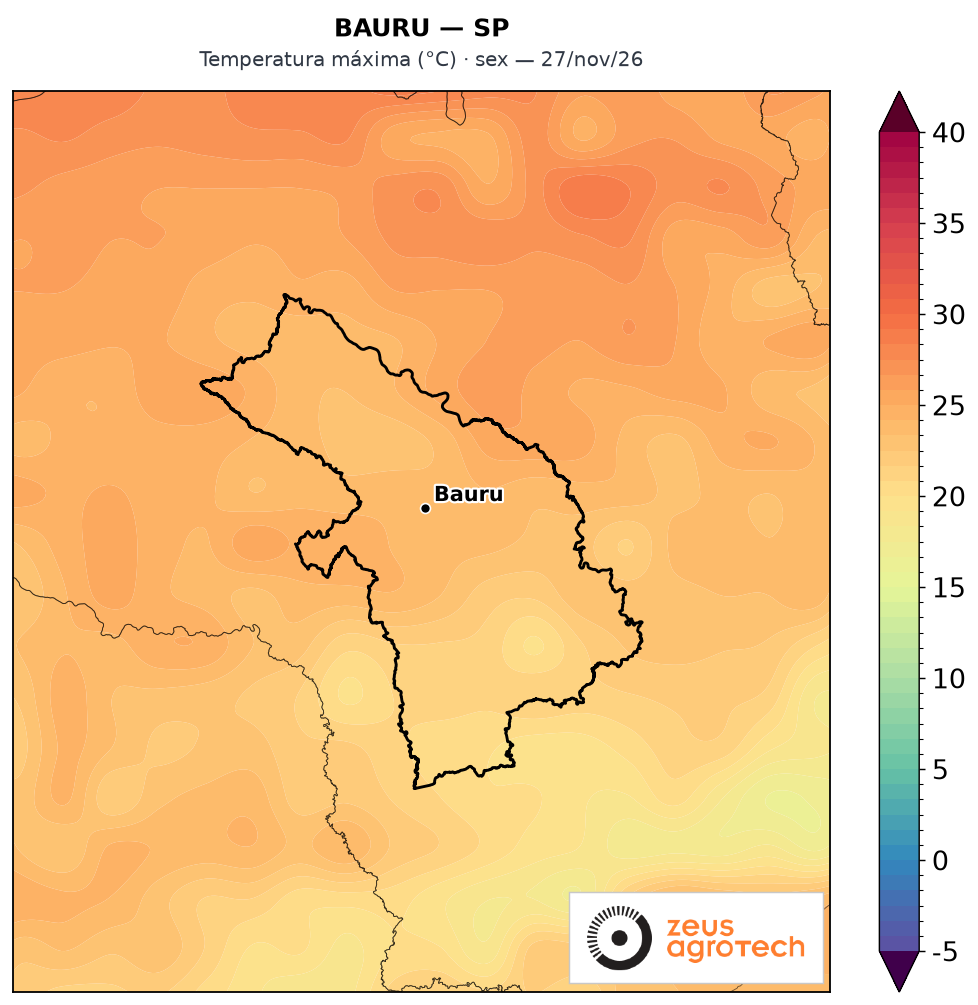 BAURU — SP
Temperatura máxima (°C) · sex — 27/nov/26
40
35
30
25
20
15
10
5
0
-5
Bauru
zeus
agrotech